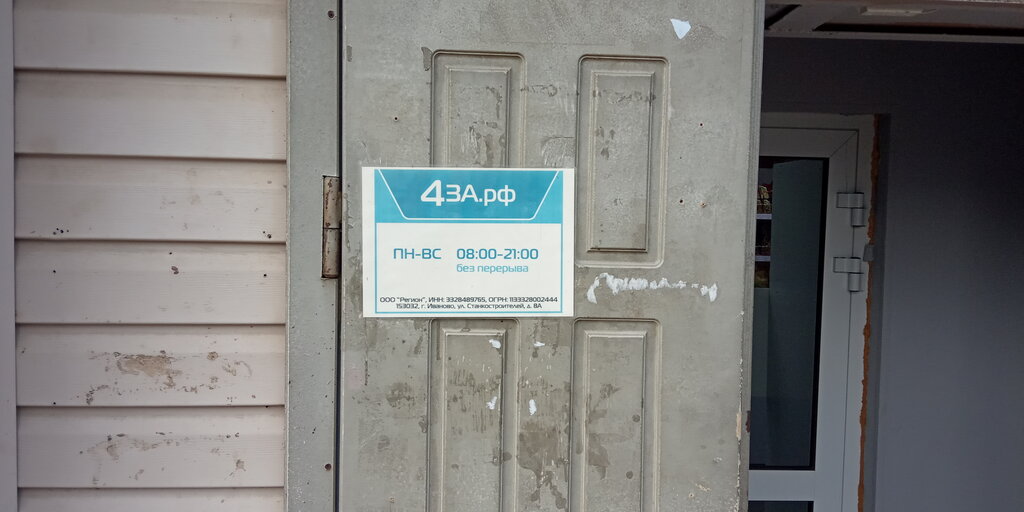 4ЗА.рф
ПН-ВС 08:00-21:00
без перерыва
ООО "Регион", ИНН: 3328489765, ОГРН: 1133328002444
153032, г. Иваново, ул. Станкостроителей, д. 8А